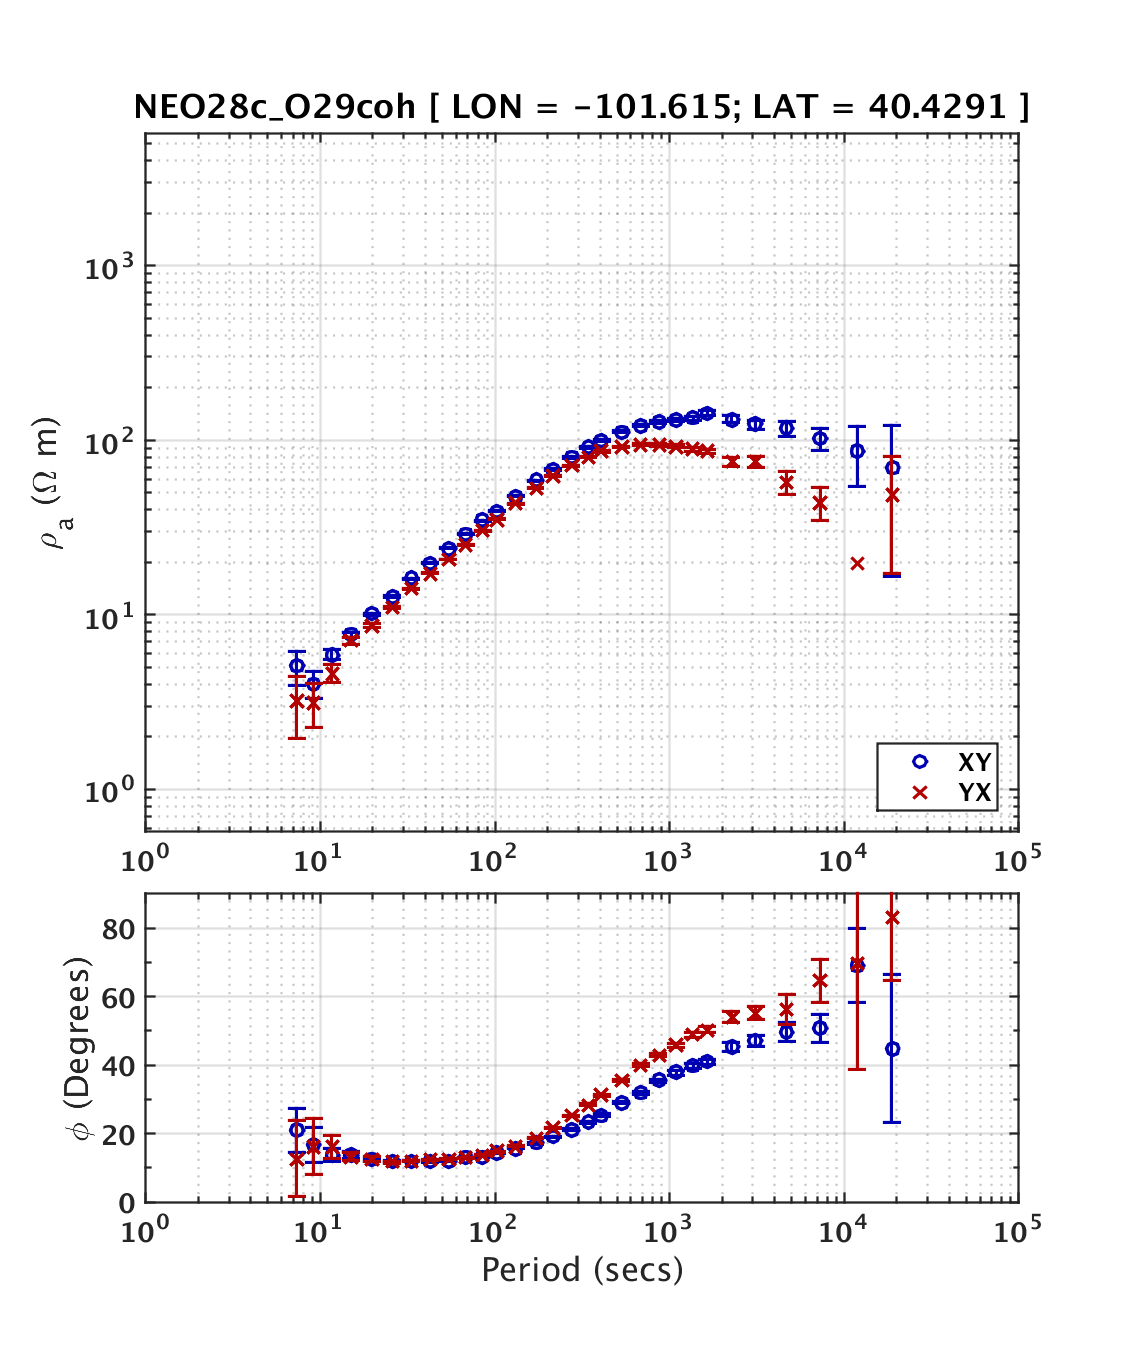 NEO28c_O29coh [ LON = -101.615; LAT = 40.4291 ]
10³
10²
10¹
10⁰
ρa (Ω m)
XY
YX
10⁰ 10¹ 10² 10³ 10⁴ 10⁵
80
60
40
20
0
ϕ (Degrees)
10⁰ 10¹ 10² 10³ 10⁴ 10⁵
Period (secs)